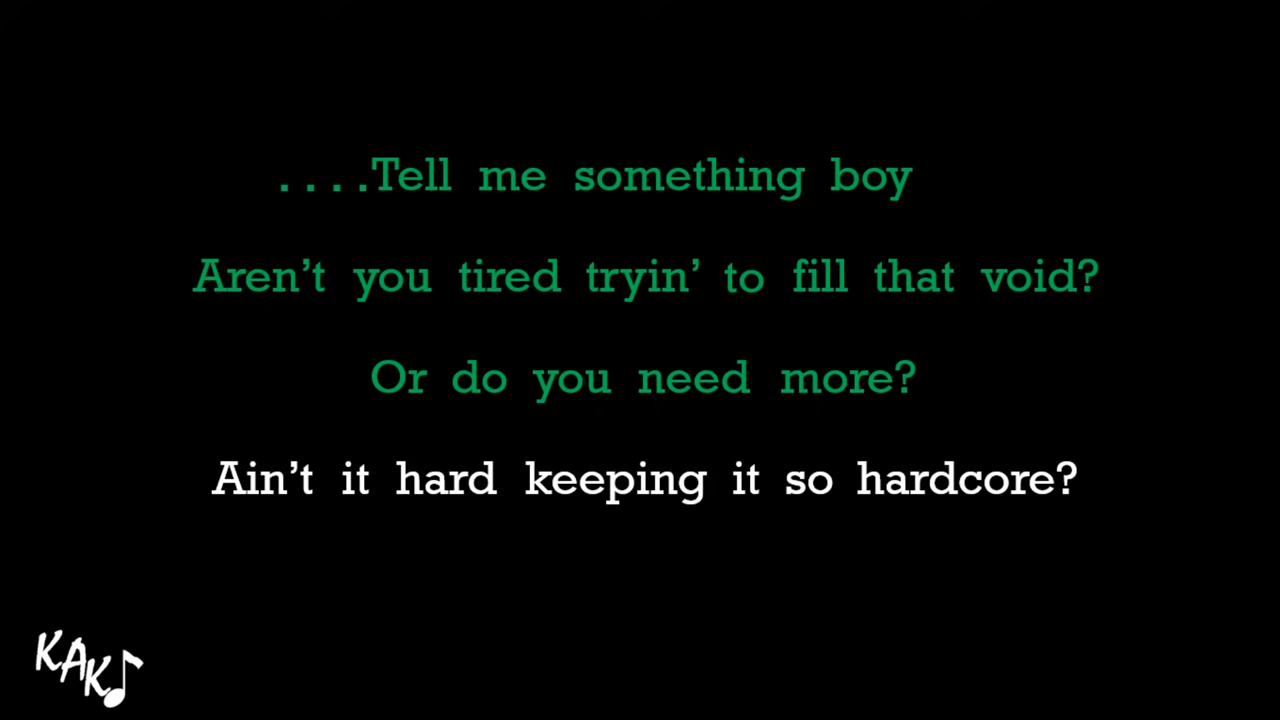 . . . .Tell me something boy
Aren’t you tired tryin’ to fill that void?
Or do you need more?
Ain’t it hard keeping it so hardcore?
KAK